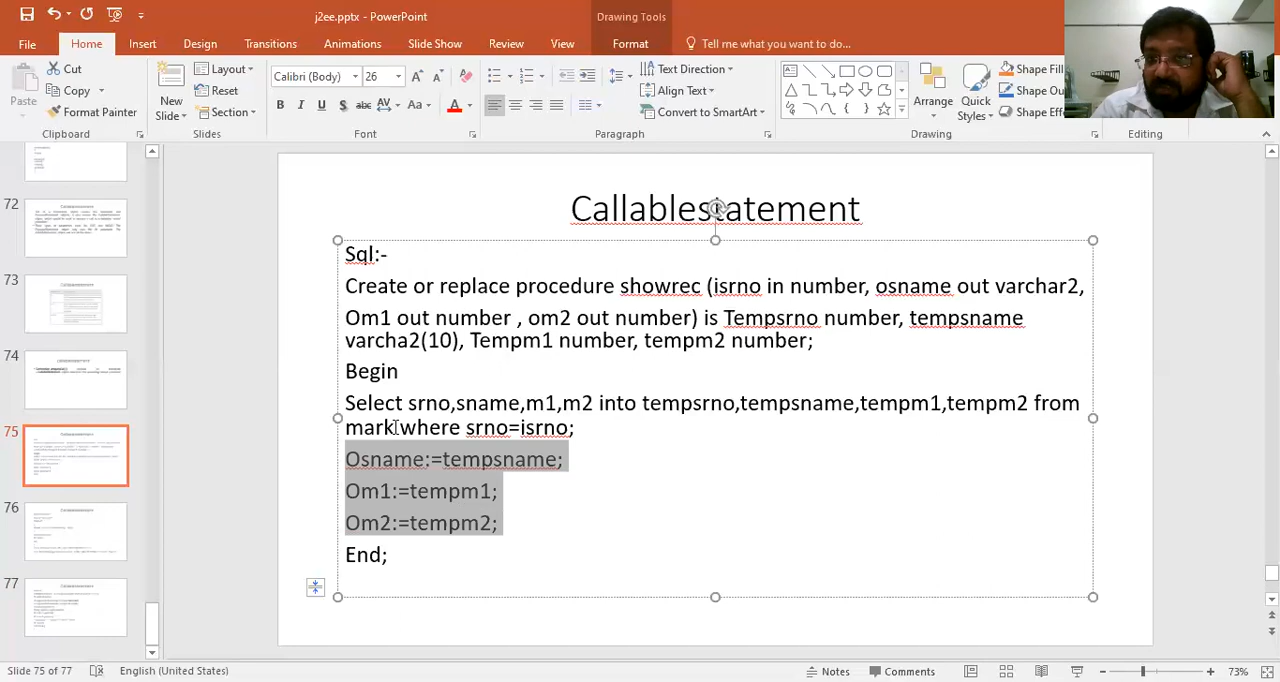 j2ee.pptx - PowerPoint
Drawing Tools
File
Home
Insert
Design
Transitions
Animations
Slide Show
Review
View
Format
Tell me what you want to do...
Paste
Cut
Copy
Format Painter
Clipboard
New Slide
Layout
Reset
Section
Slides
Calibri (Body)
26
B I U S abc AV Aa A
Font
Text Direction
Align Text
Convert to SmartArt
Paragraph
Arrange
Quick Styles
Shape Fill
Shape Ou
Shape Effe
Drawing
Editing
72
73
74
75
76
77
Callablestatement
Sql:-
Create or replace procedure showrec (isrno in number, osname out varchar2,
Om1 out number , om2 out number) is Tempsrno number, tempsname
varcha2(10), Tempm1 number, tempm2 number;
Begin
Select srno,sname,m1,m2 into tempsrno,tempsname,tempm1,tempm2 from
mark where srno=isrno;
Osname:=tempsname;
Om1:=tempm1;
Om2:=tempm2;
End;
Slide 75 of 77
English (United States)
Notes
Comments
73%